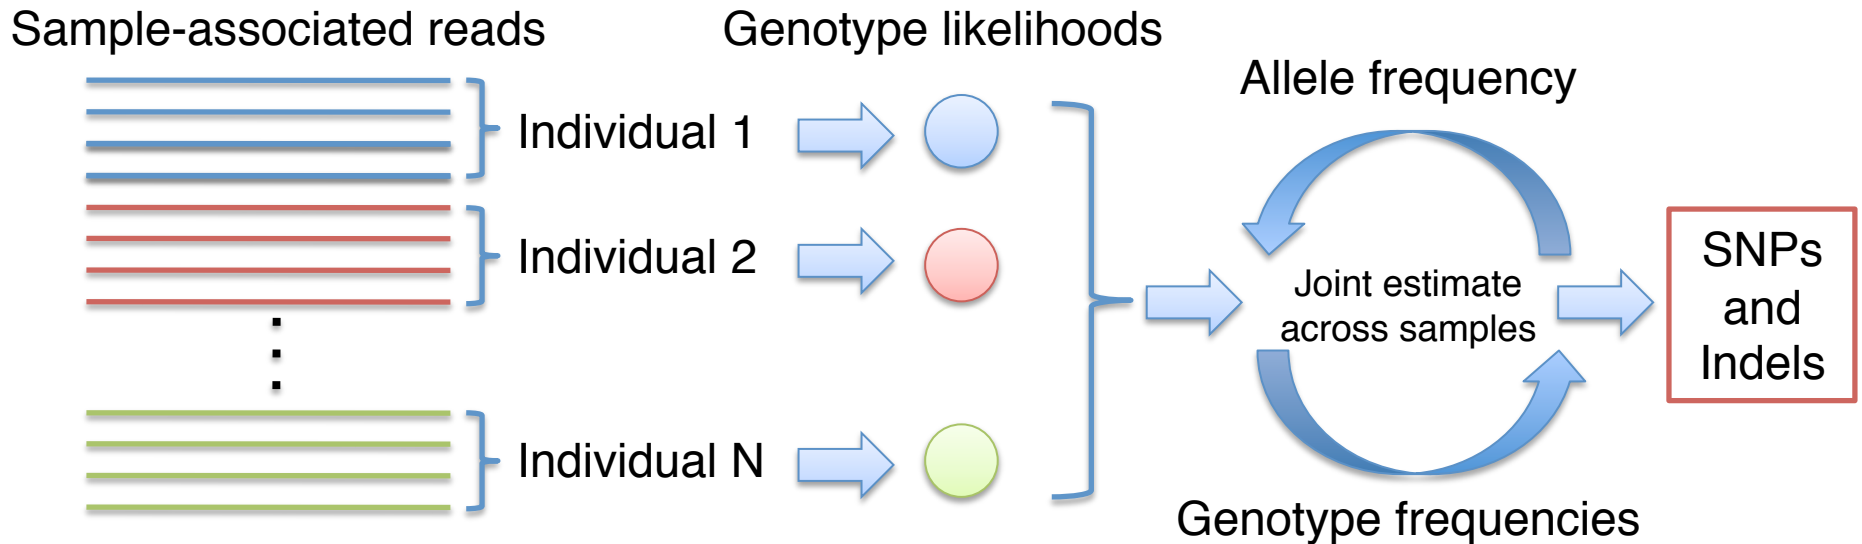 Sample-associated reads
Genotype likelihoods
Allele frequency
Individual 1
Individual 2
Individual N
Joint estimate
across samples
Genotype frequencies
SNPs
and
Indels